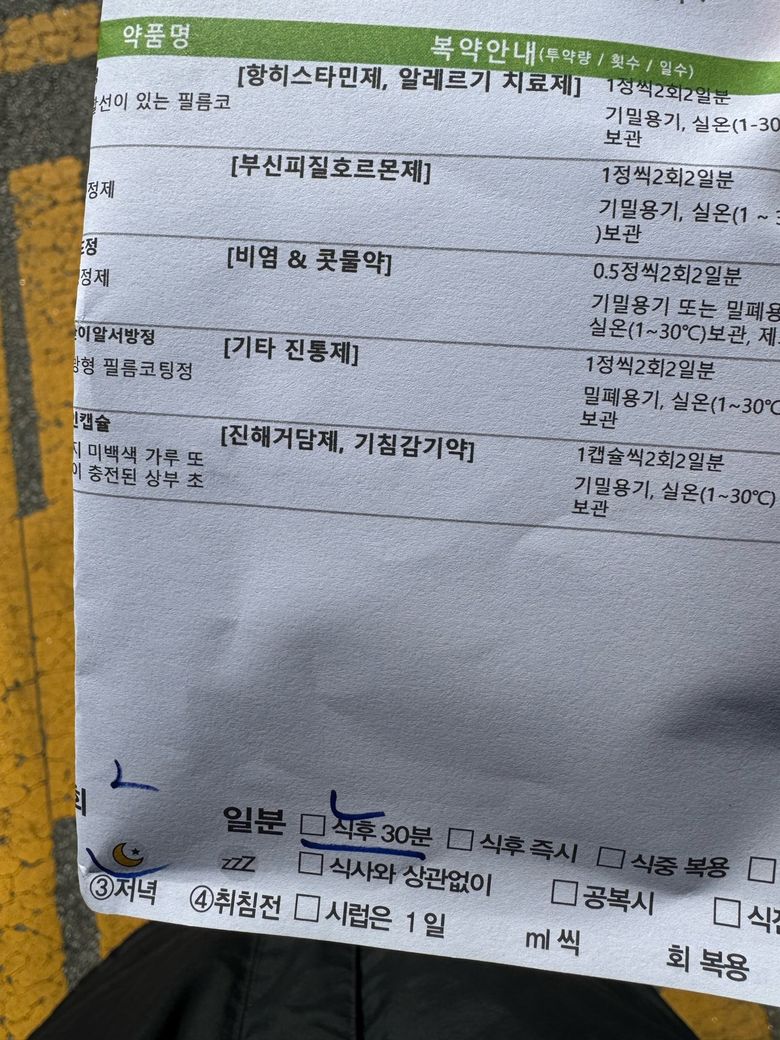 약품명 복약안내(투약량 / 횟수 / 일수)
[항히스타민제, 알레르기 치료제] 1정씩2회2일분
있는 필름코 기밀용기, 실온(1-30
보관
[부신피질호르몬제] 1정씩2회2일분
정제 기밀용기, 실온(1 ~
)보관
정 [비염 & 콧물약] 0.5정씩2회2일분
정제 기밀용기 또는 밀폐용
실온(1~30℃)보관, 제
이알서방정 [기타 진통제] 1정씩2회2일분
필름코팅정 밀폐용기, 실온(1~30℃
보관
캡슐 [진해거담제, 기침감기약] 1캡슐씩2회2일분
미백색 가루 또 기밀용기, 실온(1~30℃)
이 충전된 상부 초 보관
회 2 일분 □ 식후 30분 □ 식후 즉시 □ 식중 복용 □
zzZ □ 식사와 상관없이 □ 공복시 □ 식전
③저녁 ④취침전 □ 시럽은 1 일 ml 씩 회 복용